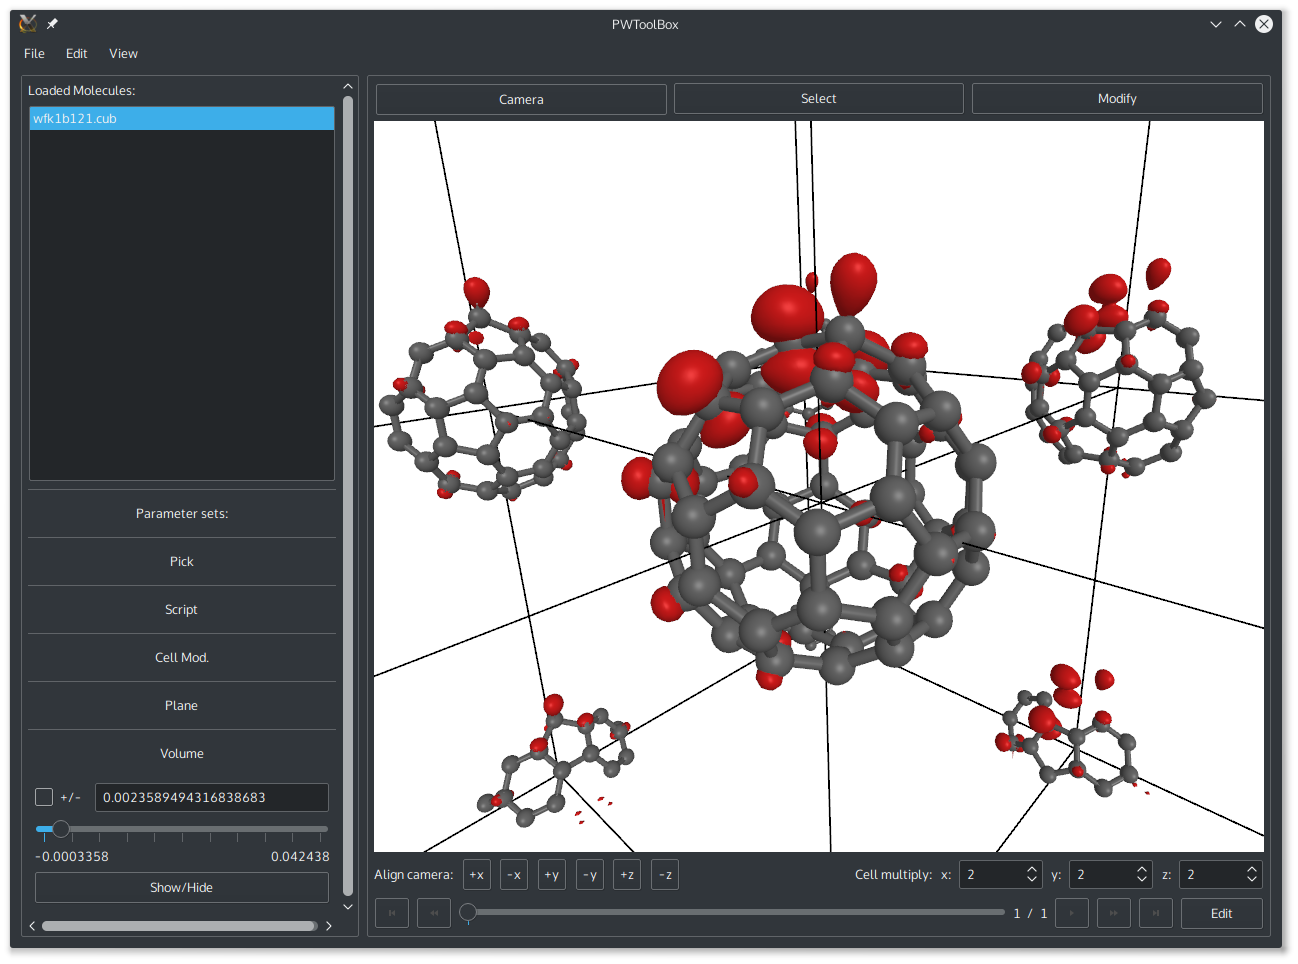 PWToolBox
File Edit View
Loaded Molecules:
wfk1b121.cub
Parameter sets:
Pick
Script
Cell Mod.
Plane
Volume
+/- 0.0023589494316838683
-0.0003358 0.042438
Show/Hide
Camera Select Modify
Align camera: +x -x +y -y +z -z Cell multiply: x: 2 y: 2 z: 2
1 / 1 Edit